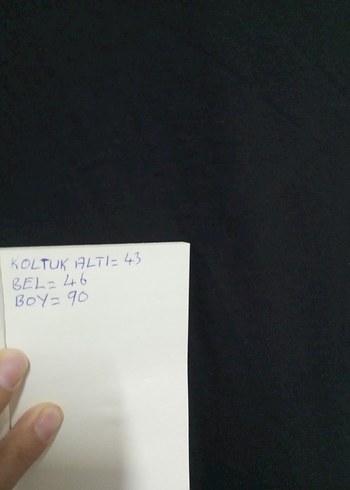 KOLTUK ALTI= 43
BEL= 46
BOY= 90